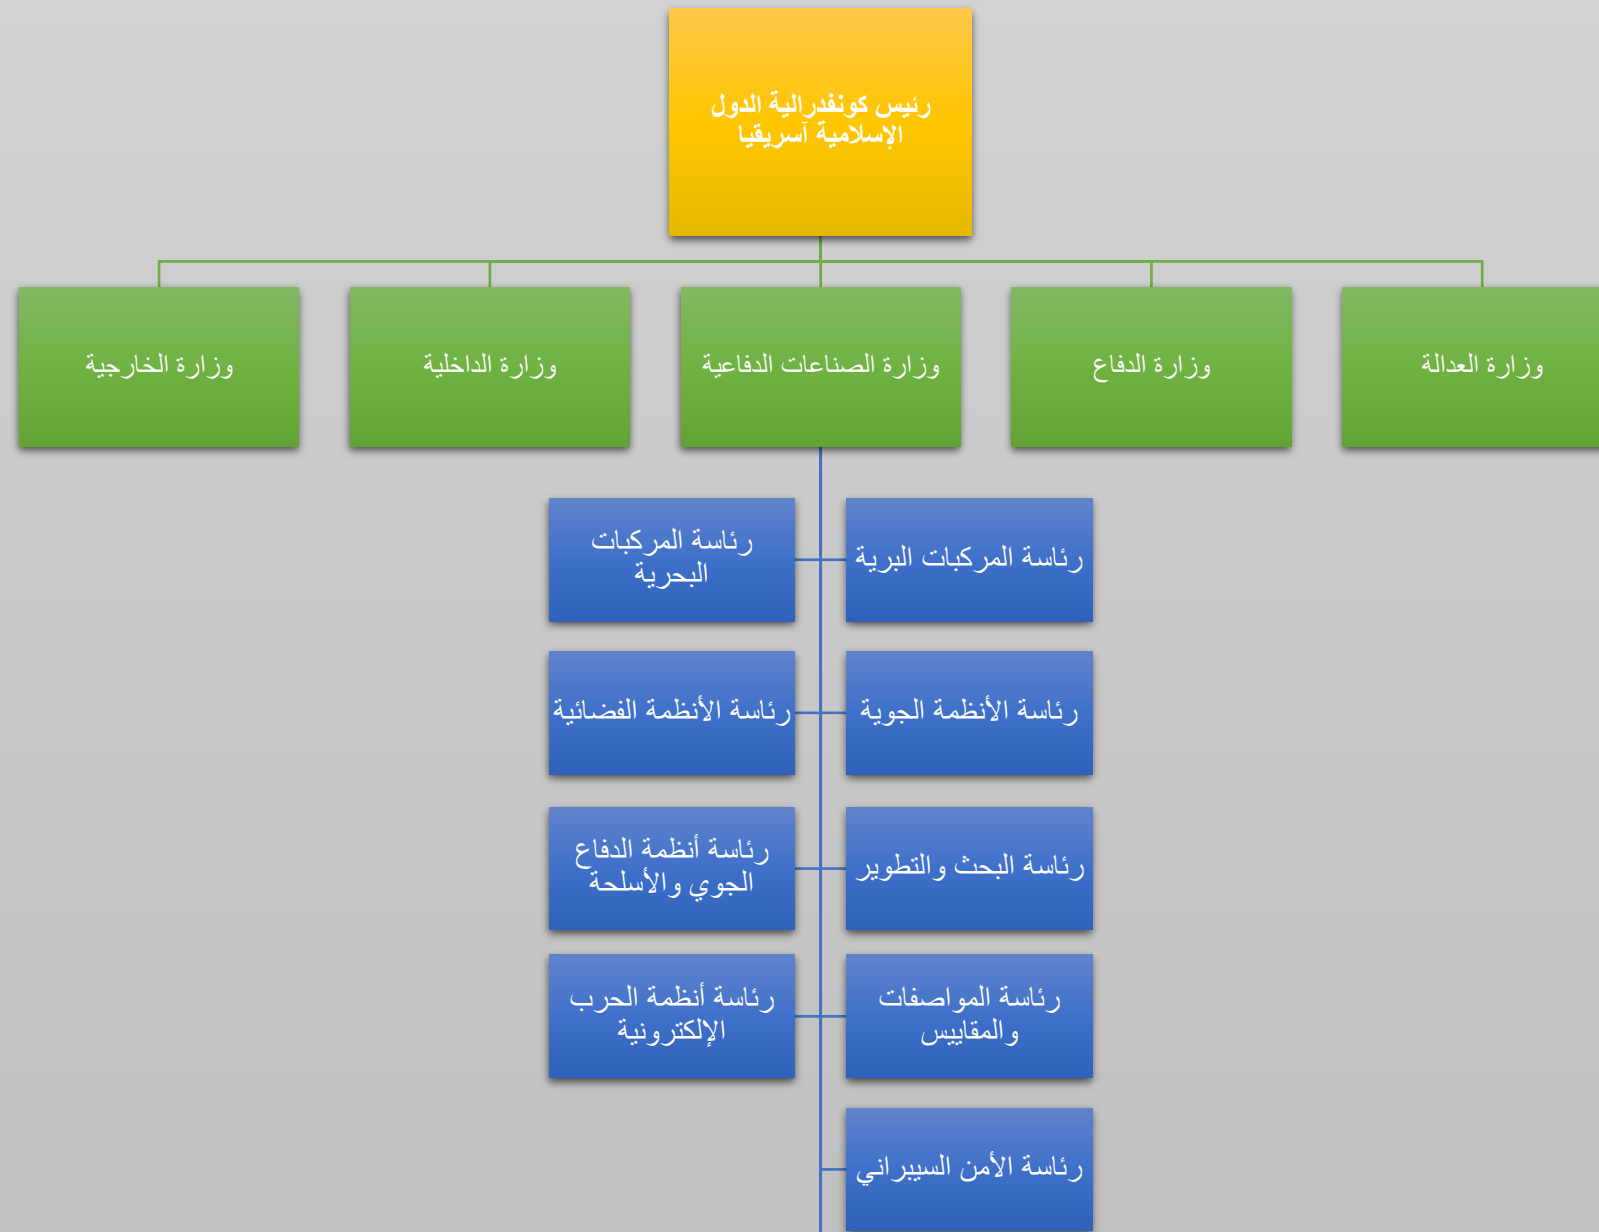 رئيس كونفدرالية الدول
الإسلامية آسريقيا
وزارة العدالة
وزارة الدفاع
وزارة الصناعات الدفاعية
وزارة الداخلية
وزارة الخارجية
رئاسة المركبات البرية
رئاسة المركبات
البحرية
رئاسة الأنظمة الجوية
رئاسة الأنظمة الفضائية
رئاسة البحث والتطوير
رئاسة أنظمة الدفاع
الجوي والأسلحة
رئاسة المواصفات
والمقاييس
رئاسة أنظمة الحرب
الإلكترونية
رئاسة الأمن السيبراني